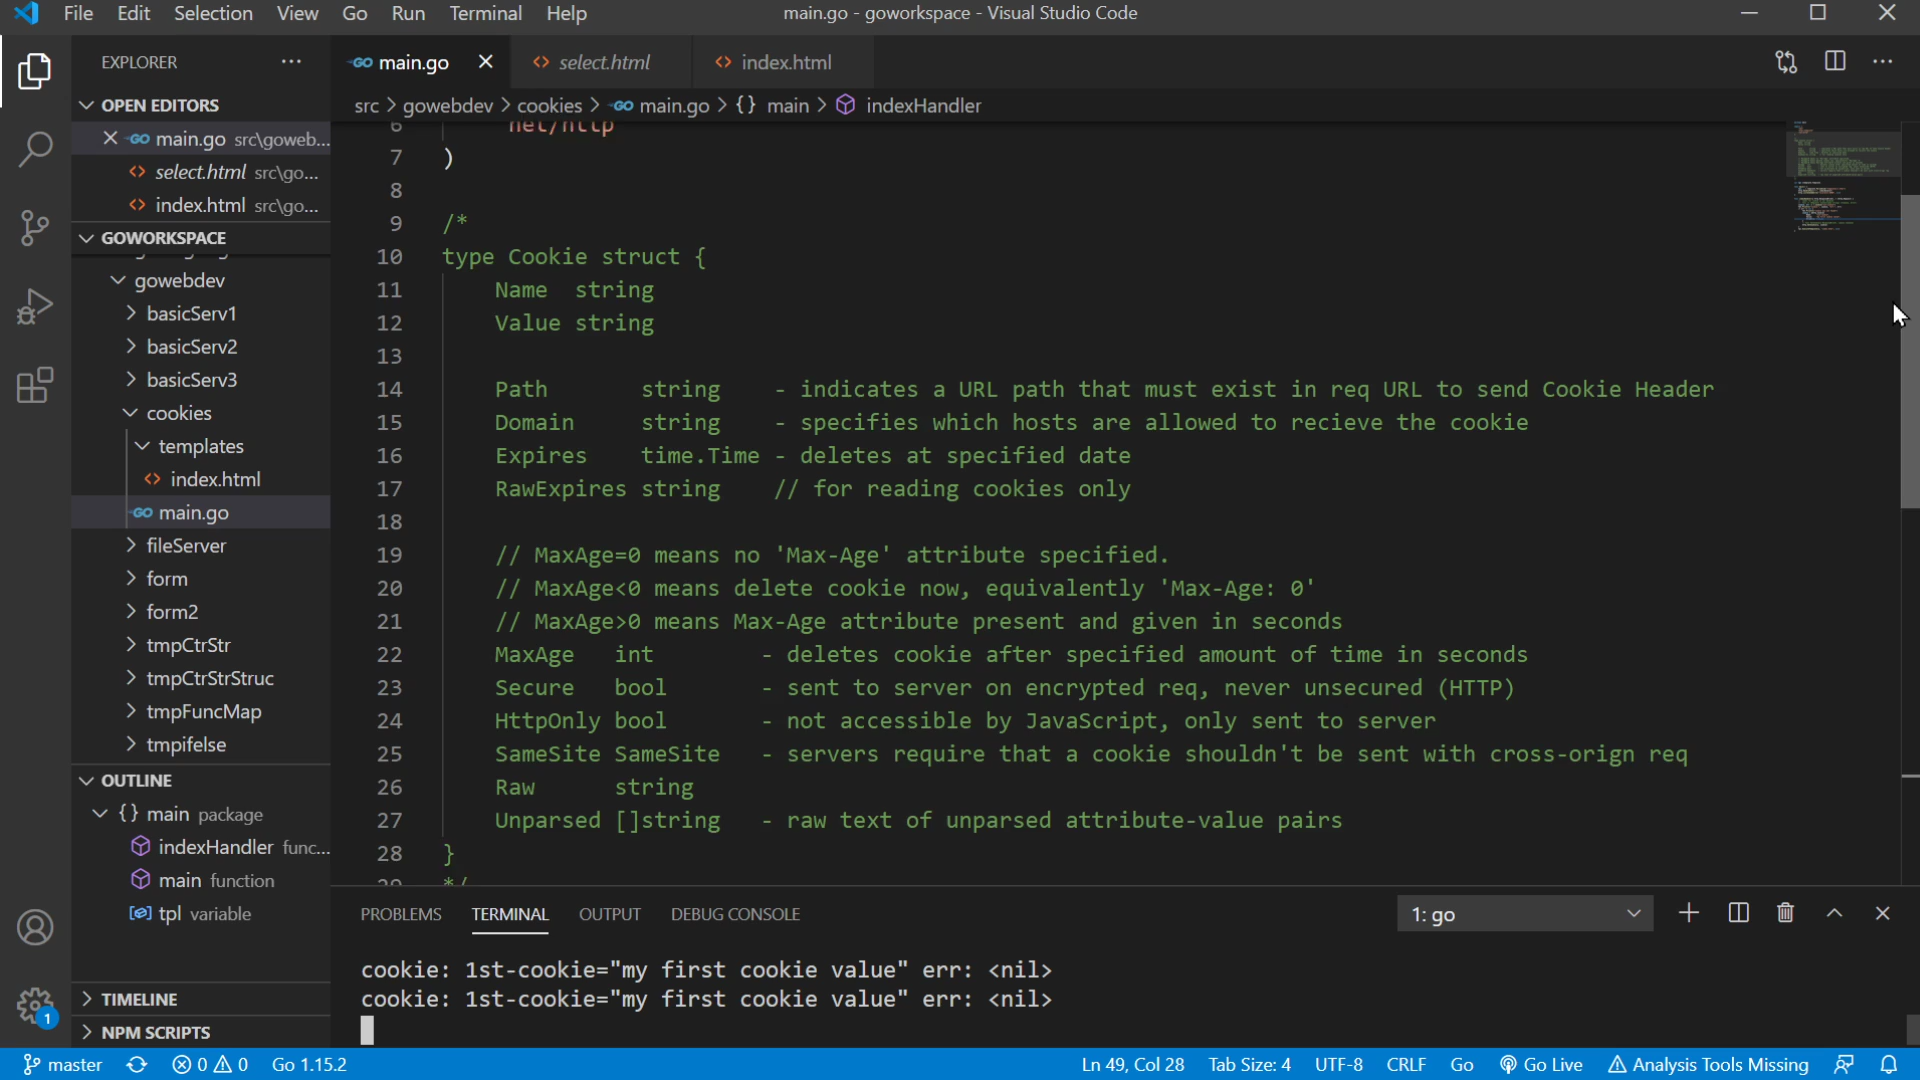 File Edit Selection View Go Run Terminal Help main.go - goworkspace - Visual Studio Code
EXPLORER
main.go
select.html
index.html
src > gowebdev > cookies > main.go > {} main > indexHandler
OPEN EDITORS
main.go src\goweb...
select.html src\go...
index.html src\go...
GOWORKSPACE
gowebdev
basicServ1
basicServ2
basicServ3
cookies
templates
index.html
main.go
fileServer
form
form2
tmpCtrStr
tmpCtrStrStruc
tmpFuncMap
tmpifelse
OUTLINE
{} main package
indexHandler func...
main function
tpl variable
TIMELINE
NPM SCRIPTS
6 net/http
7 )
8
9 /*
10 type Cookie struct {
11 Name string
12 Value string
13
14 Path string - indicates a URL path that must exist in req URL to send Cookie Header
15 Domain string - specifies which hosts are allowed to recieve the cookie
16 Expires time.Time - deletes at specified date
17 RawExpires string // for reading cookies only
18
19 // MaxAge=0 means no 'Max-Age' attribute specified.
20 // MaxAge<0 means delete cookie now, equivalently 'Max-Age: 0'
21 // MaxAge>0 means Max-Age attribute present and given in seconds
22 MaxAge int - deletes cookie after specified amount of time in seconds
23 Secure bool - sent to server on encrypted req, never unsecured (HTTP)
24 HttpOnly bool - not accessible by JavaScript, only sent to server
25 SameSite SameSite - servers require that a cookie shouldn't be sent with cross-orign req
26 Raw string
27 Unparsed []string - raw text of unparsed attribute-value pairs
28 }
29 */
PROBLEMS TERMINAL OUTPUT DEBUG CONSOLE 1: go
cookie: 1st-cookie="my first cookie value" err: <nil>
cookie: 1st-cookie="my first cookie value" err: <nil>
1
master 0 0 Go 1.15.2 Ln 49, Col 28 Tab Size: 4 UTF-8 CRLF Go Go Live Analysis Tools Missing